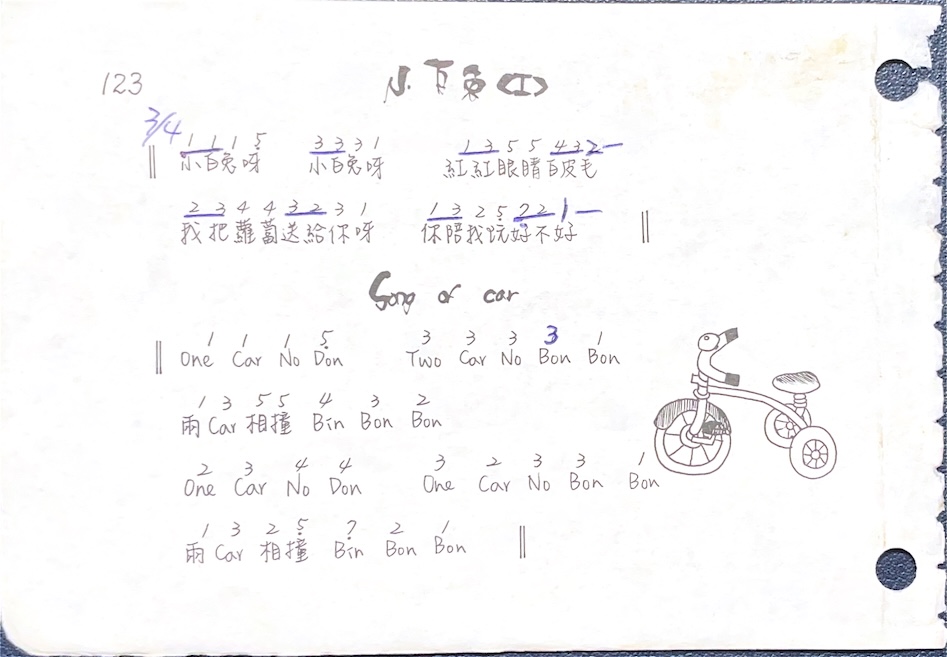 123
小百兔(I)
3/4
1 1 1 5 3 3 3 1 1 3 5 5 4 3 2 —
小白兔呀 小白兔呀 紅紅眼睛白皮毛
2 3 4 4 3 2 3 1 1 3 2 5 7 2 1 —
我把蘿蔔送給你呀 你陪我玩好不好
Song of car
1 1 1 5 3 3 3 3 1
One Car No Don Two Car No Bon Bon
1 3 5 5 4 3 2
兩 Car 相撞 Bin Bon Bon
2 3 4 4 3 2 3 3 1
One Car No Don One Car No Bon Bon
1 3 2 5 7 2 1
兩 Car 相撞 Bin Bon Bon